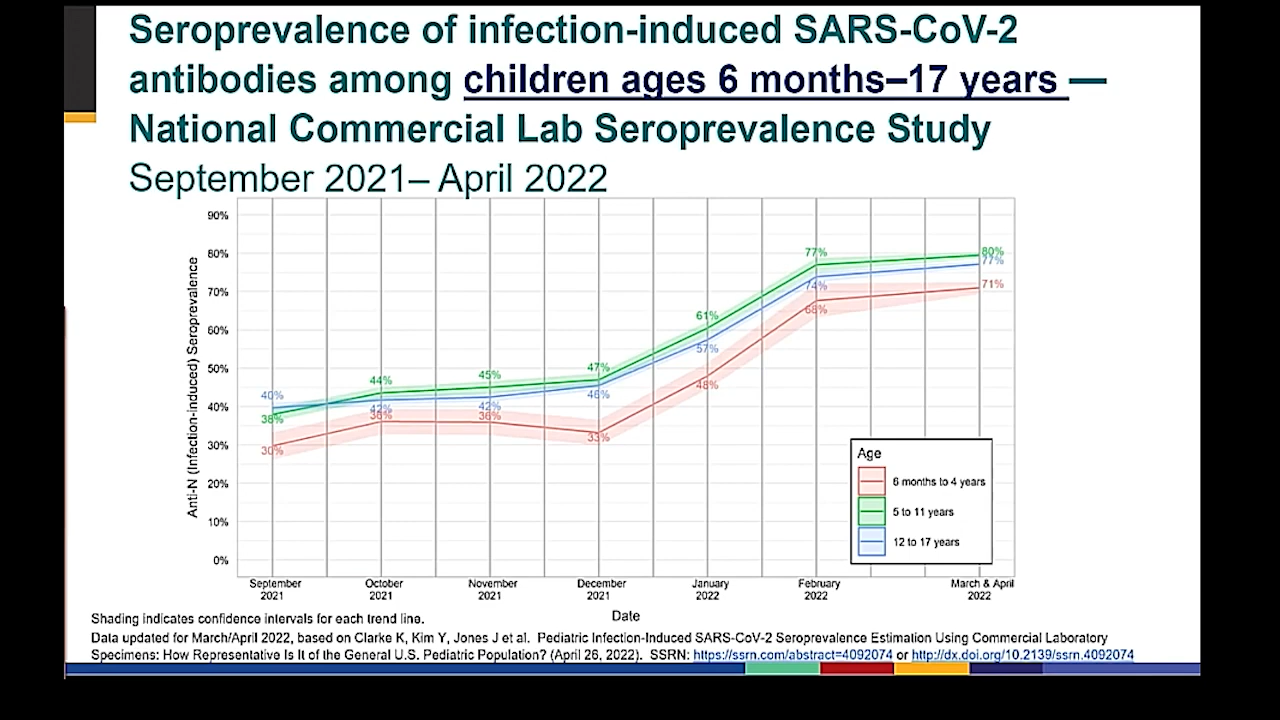 Seroprevalence of infection-induced SARS-CoV-2
antibodies among children ages 6 months–17 years —
National Commercial Lab Seroprevalence Study
September 2021– April 2022
Anti-N (Infection-induced) Seroprevalence
90%
80%
70%
60%
50%
40%
30%
20%
10%
0%
40%
38%
30%
44%
42%
36%
45%
42%
36%
47%
46%
33%
61%
57%
48%
77%
74%
68%
80%
77%
71%
Age
6 months to 4 years
5 to 11 years
12 to 17 years
September 2021
October 2021
November 2021
December 2021
January 2022
February 2022
March & April 2022
Date
Shading indicates confidence intervals for each trend line.
Data updated for March/April 2022, based on Clarke K, Kim Y, Jones J et al. Pediatric Infection-Induced SARS-CoV-2 Seroprevalence Estimation Using Commercial Laboratory
Specimens: How Representative Is It of the General U.S. Pediatric Population? (April 26, 2022). SSRN: https://ssrn.com/abstract=4092074 or http://dx.doi.org/10.2139/ssrn.4092074